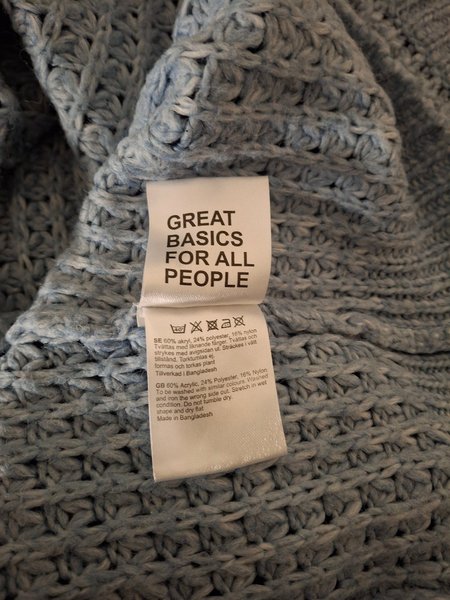 GREAT
BASICS
FOR ALL
PEOPLE
SE 60% akryl, 24% polyester, 16% nylon
Tvättas med liknande färger. Tvättas och
strykes med avigsidan ut. Sträckes i vått
tillstånd. Torktumlas ej.
formas och torkas plant
Tillverkad i Bangladesh
GB 60% Acrylic, 24% Polyester, 16% Nylon
To be washed with similar colours. Washed
and iron the wrong side out. Stretch in wet
condition. Do not tumble dry.
shape and dry flat
Made in Bangladesh